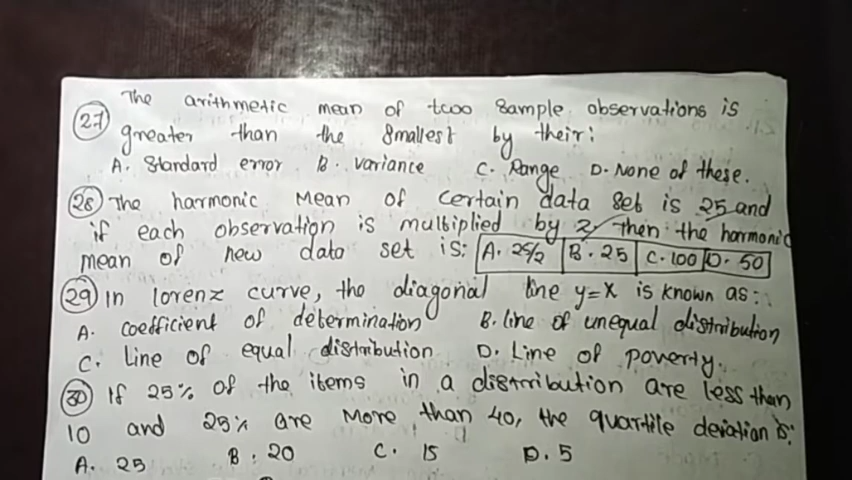 27 The arithmetic mean of two sample observations is
greater than the smallest by their:
A. Standard error B. variance C. Range D. None of these.
28 The harmonic Mean of certain data set is 25 and
if each observation is multiplied by 2, then the harmonic
mean of new data set is: A. 25/2 B. 25 C. 100 D. 50
29 In lorenz curve, the diagonal line y=x is known as:
A. coefficient of determination B. line of unequal distribution
C. Line of equal distribution D. Line of poverty.
30 If 25% of the items in a distribution are less than
10 and 25% are More than 40, the quartile deviation is:
A. 25 B. 20 C. 15 D. 5